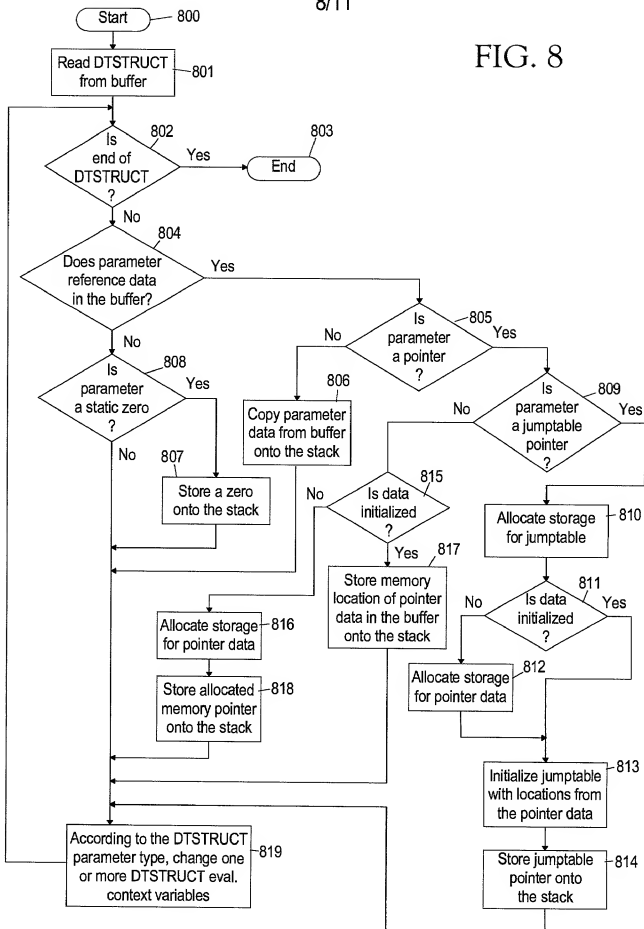 8/11
FIG. 8
Start
800
Read DTSTRUCT
from buffer
801
Is
end of
DTSTRUCT
?
802
Yes
End
803
No
804
Does parameter
reference data
in the buffer?
Yes
No
Is
parameter
a pointer
?
805
No
Yes
Is
parameter
a static zero
?
808
Yes
No
806
Copy parameter
data from buffer
onto the stack
Is
parameter
a jumptable
pointer
?
809
No
Yes
807
Store a zero
onto the stack
Is data
initialized
?
815
No
Yes
Allocate storage
for jumptable
810
817
Store memory
location of pointer
data in the buffer
onto the stack
811
Is data
initialized
?
No
Yes
Allocate storage
for pointer data
816
812
Allocate storage
for pointer data
Store allocated
memory pointer
onto the stack
818
Initialize jumptable
with locations from
the pointer data
813
According to the DTSTRUCT
parameter type, change one
or more DTSTRUCT eval.
context variables
819
Store jumptable
pointer onto
the stack
814